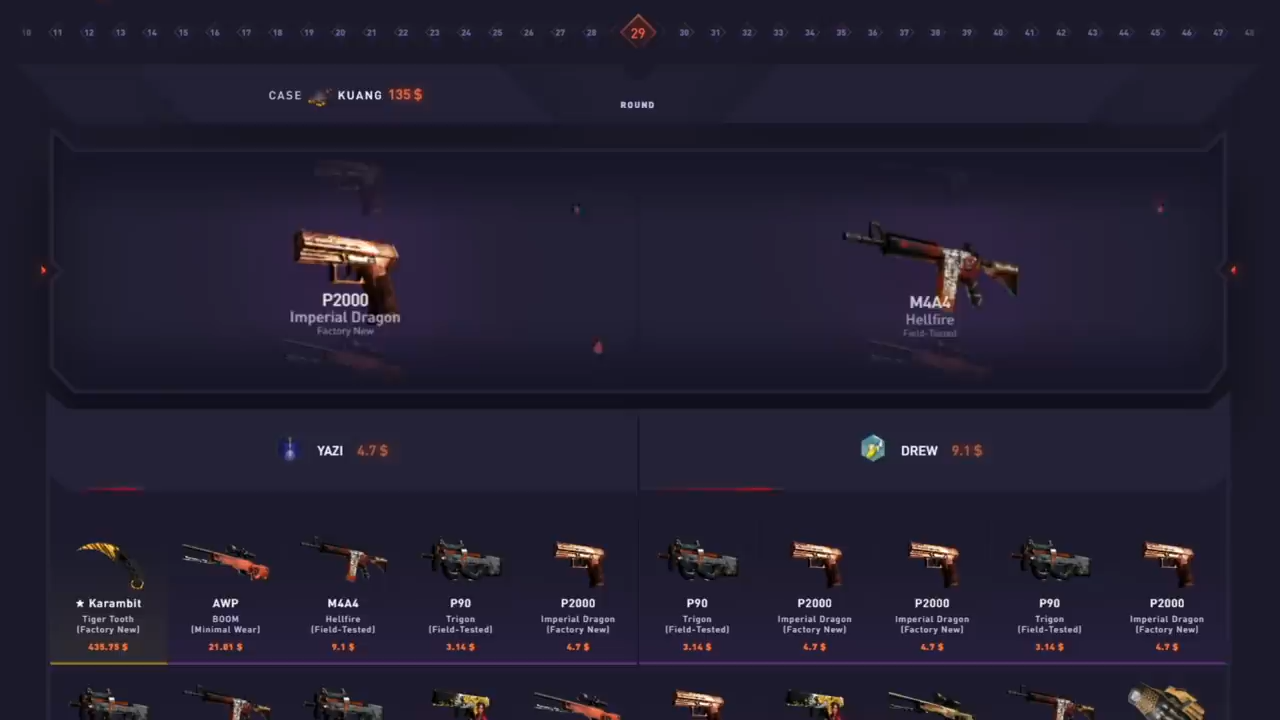 10 11 12 13 14 15 16 17 18 19 20 21 22 23 24 25 26 27 28 29 30 31 32 33 34 35 36 37 38 39 40 41 42 43 44 45 46 47 48
CASE KUANG 135 $
ROUND
P2000
Imperial Dragon
Factory New
M4A4
Hellfire
Field-Tested
YAZI 4.7 $
DREW 9.1 $
★ Karambit AWP M4A4 P90 P2000 P90 P2000 P2000 P90 P2000
Tiger Tooth BOOM Hellfire Trigon Imperial Dragon Trigon Imperial Dragon Imperial Dragon Trigon Imperial Dragon
(Factory New) (Minimal Wear) (Field-Tested) (Field-Tested) (Factory New) (Field-Tested) (Factory New) (Factory New) (Field-Tested) (Factory New)
435.75 $ 21.81 $ 9.1 $ 3.14 $ 4.7 $ 3.14 $ 4.7 $ 4.7 $ 3.14 $ 4.7 $